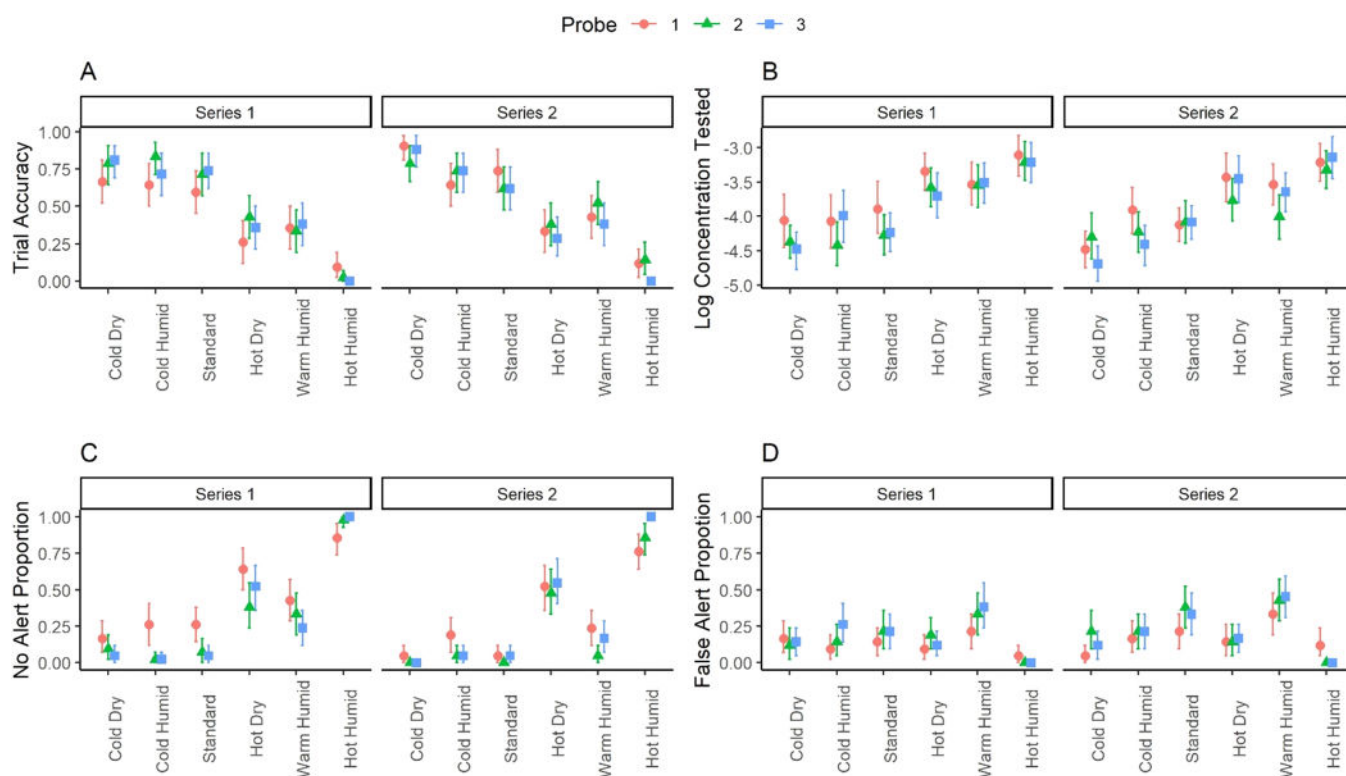 Probe 1 2 3
A
Series 1 Series 2
Trial Accuracy
1.00
0.75
0.50
0.25
0.00
Cold Dry
Cold Humid
Standard
Hot Dry
Warm Humid
Hot Humid
Cold Dry
Cold Humid
Standard
Hot Dry
Warm Humid
Hot Humid
B
Series 1 Series 2
Log Concentration Tested
-3.0
-3.5
-4.0
-4.5
-5.0
Cold Dry
Cold Humid
Standard
Hot Dry
Warm Humid
Hot Humid
Cold Dry
Cold Humid
Standard
Hot Dry
Warm Humid
Hot Humid
C
Series 1 Series 2
No Alert Proportion
1.00
0.75
0.50
0.25
0.00
Cold Dry
Cold Humid
Standard
Hot Dry
Warm Humid
Hot Humid
Cold Dry
Cold Humid
Standard
Hot Dry
Warm Humid
Hot Humid
D
Series 1 Series 2
False Alert Propotion
1.00
0.75
0.50
0.25
0.00
Cold Dry
Cold Humid
Standard
Hot Dry
Warm Humid
Hot Humid
Cold Dry
Cold Humid
Standard
Hot Dry
Warm Humid
Hot Humid